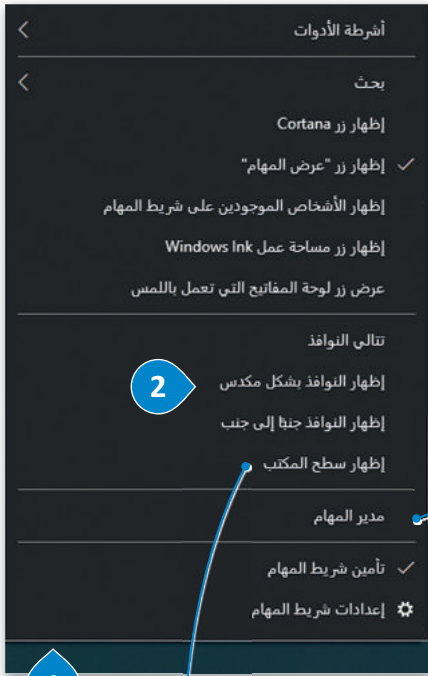 أشرطة الأدوات
بحث
إظهار زر Cortana
إظهار زر "عرض المهام"
إظهار الأشخاص الموجودين على شريط المهام
إظهار زر مساحة عمل Windows Ink
عرض زر لوحة المفاتيح التي تعمل باللمس
تتالي النوافذ
إظهار النوافذ بشكل مكدس
2
إظهار النوافذ جنبًا إلى جنب
إظهار سطح المكتب
مدير المهام
تأمين شريط المهام
إعدادات شريط المهام